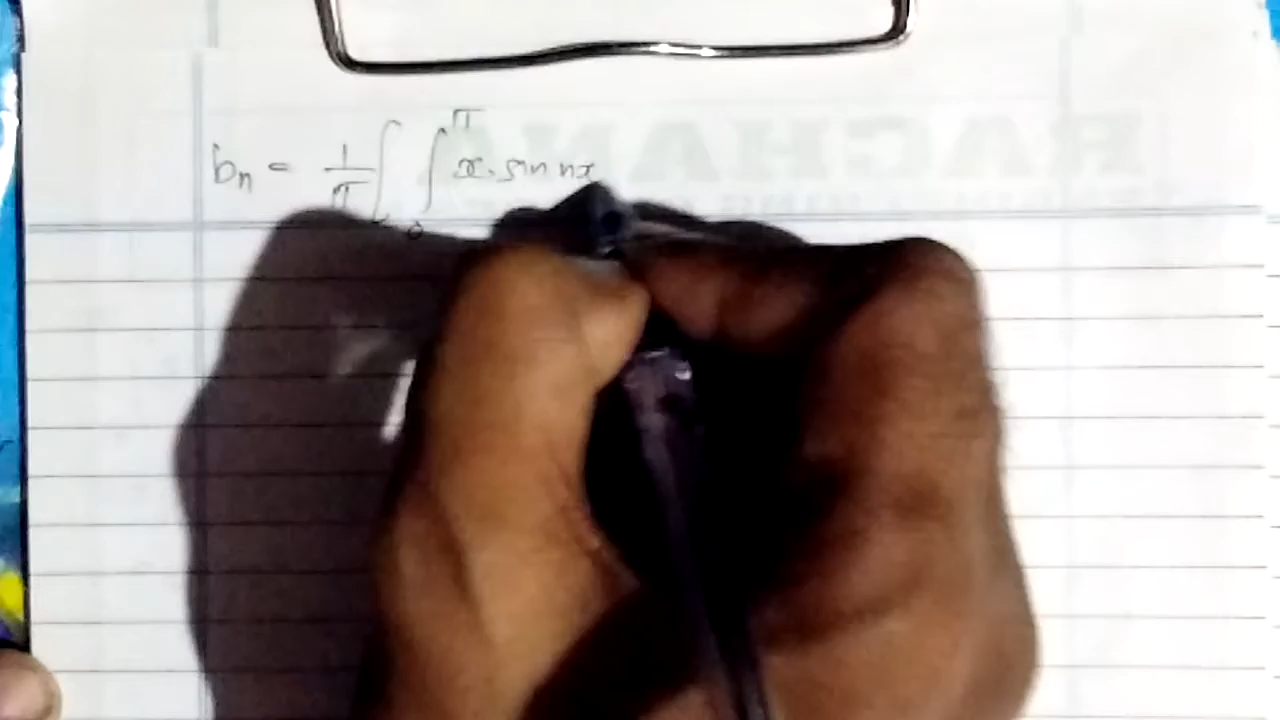 bn = 1/π [ ∫₀^π x. sin nx